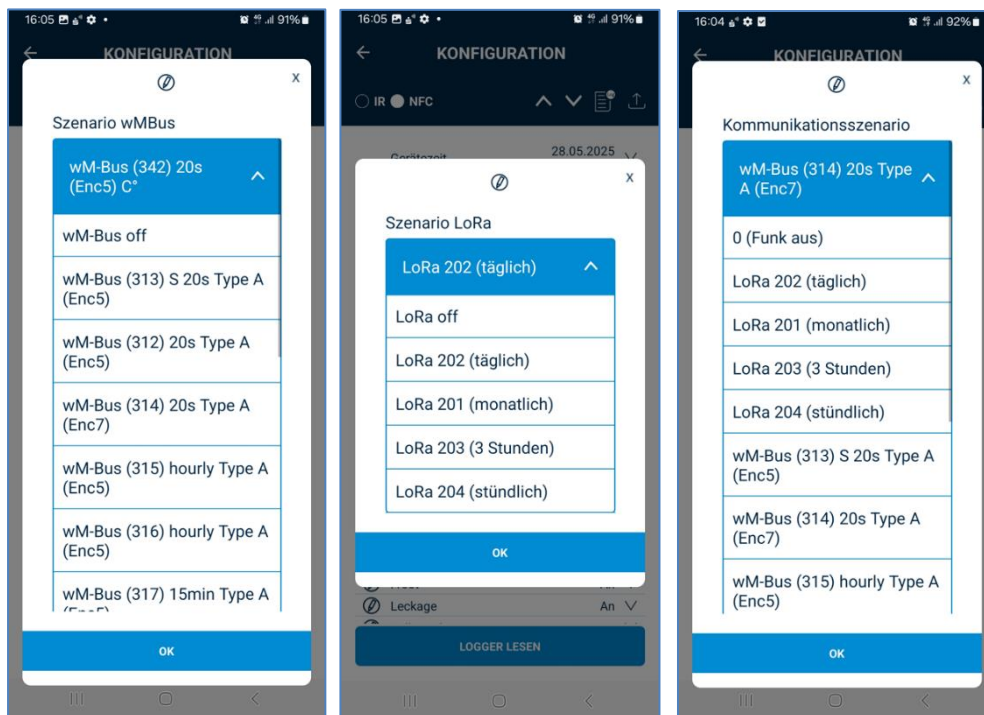 16:05
91%
KONFIGURATION
X
Szenario wMBus
wM-Bus (342) 20s
(Enc5) C°
wM-Bus off
wM-Bus (313) S 20s Type A
(Enc5)
wM-Bus (312) 20s Type A
(Enc5)
wM-Bus (314) 20s Type A
(Enc7)
wM-Bus (315) hourly Type A
(Enc5)
wM-Bus (316) hourly Type A
(Enc5)
wM-Bus (317) 15min Type A
(Enc5)
OK
16:05
91%
KONFIGURATION
IR NFC
Gerätezeit
28.05.2025
X
Szenario LoRa
LoRa 202 (täglich)
LoRa off
LoRa 202 (täglich)
LoRa 201 (monatlich)
LoRa 203 (3 Stunden)
LoRa 204 (stündlich)
OK
Leckage An
LOGGER LESEN
16:04
92%
KONFIGURATION
X
Kommunikationsszenario
wM-Bus (314) 20s Type
A (Enc7)
0 (Funk aus)
LoRa 202 (täglich)
LoRa 201 (monatlich)
LoRa 203 (3 Stunden)
LoRa 204 (stündlich)
wM-Bus (313) S 20s Type A
(Enc5)
wM-Bus (314) 20s Type A
(Enc7)
wM-Bus (315) hourly Type A
(Enc5)
OK